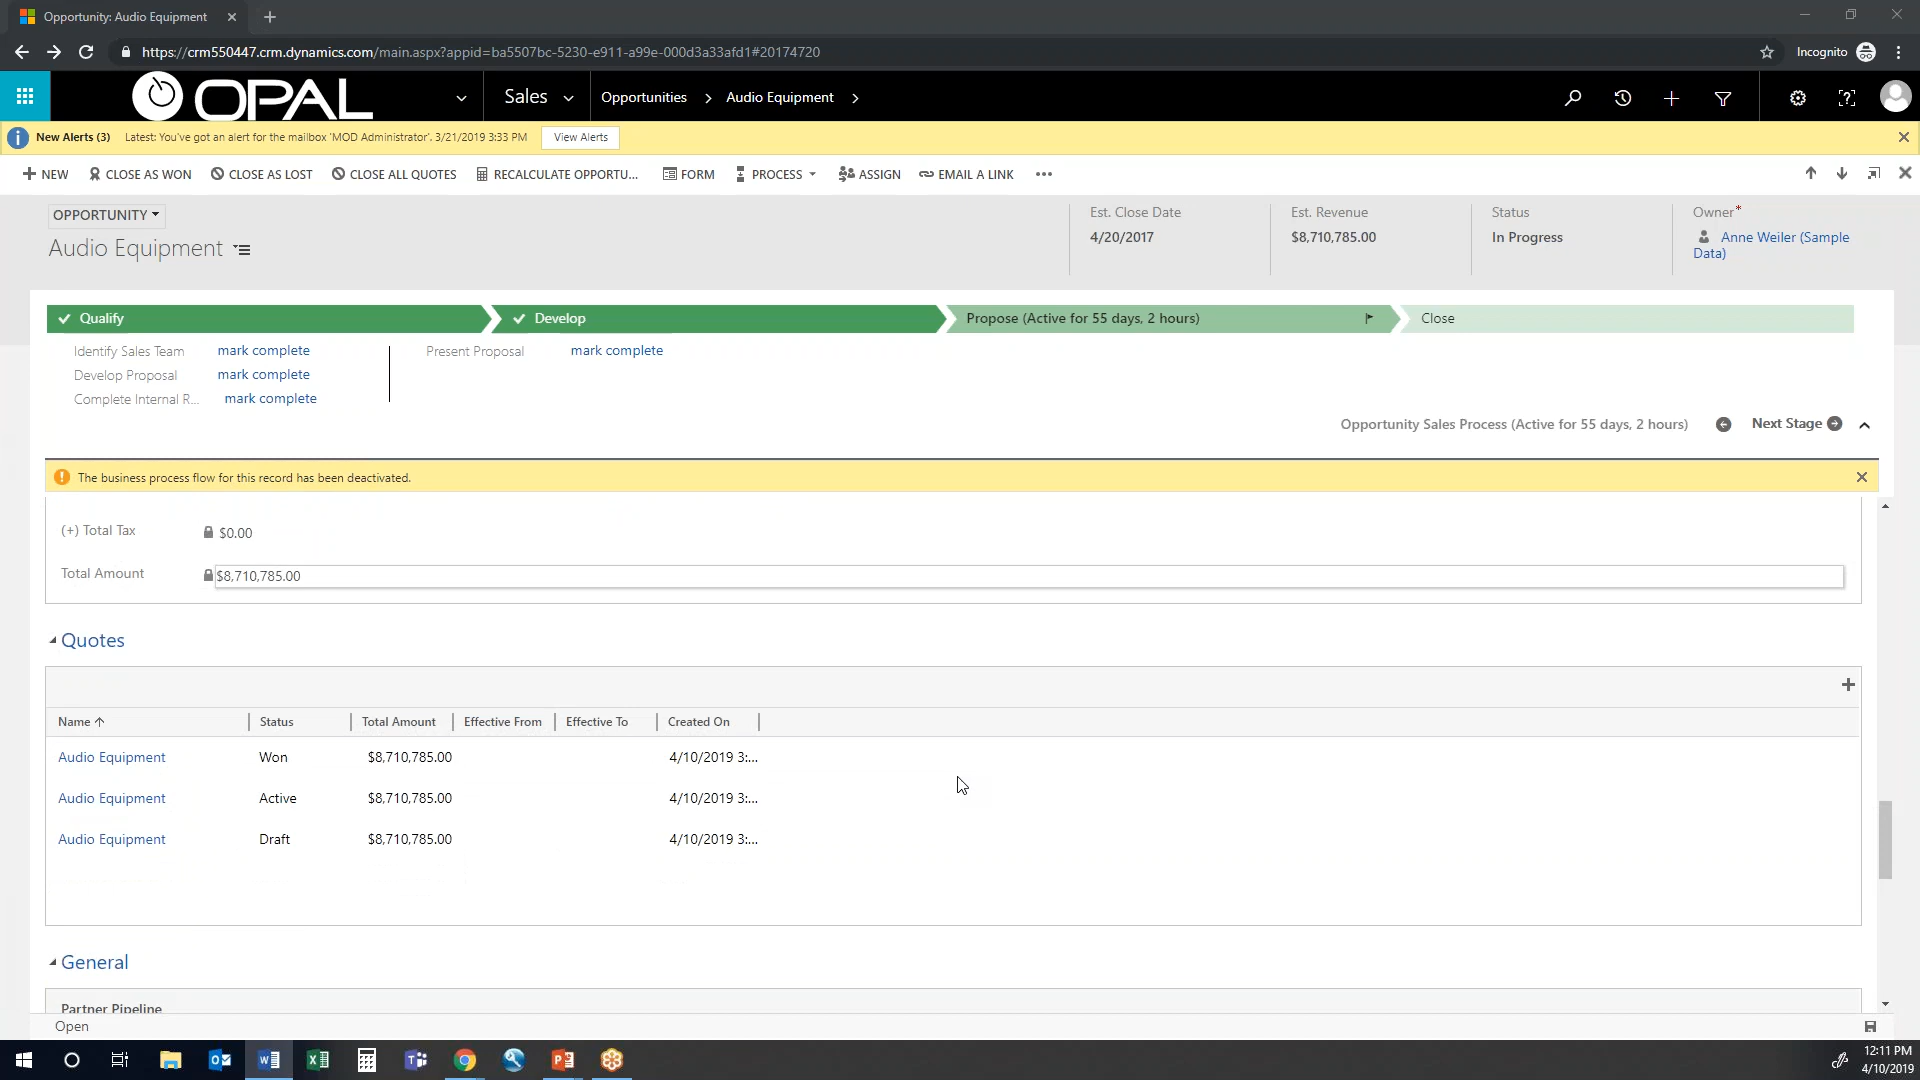 Opportunity: Audio Equipment
https://crm550447.crm.dynamics.com/main.aspx?appid=ba5507bc-5230-e911-a99e-000d3a33afd1#20174720
Incognito
OPAL
Sales
Opportunities
Audio Equipment
New Alerts (3) Latest: You've got an alert for the mailbox 'MOD Administrator'. 3/21/2019 3:33 PM View Alerts
NEW CLOSE AS WON CLOSE AS LOST CLOSE ALL QUOTES RECALCULATE OPPORTU... FORM PROCESS ASSIGN EMAIL A LINK
OPPORTUNITY
Audio Equipment
Est. Close Date
4/20/2017
Est. Revenue
$8,710,785.00
Status
In Progress
Owner*
Anne Weiler (Sample
Data)
Qualify
Develop
Propose (Active for 55 days, 2 hours)
Close
Identify Sales Team mark complete
Develop Proposal mark complete
Complete Internal R... mark complete
Present Proposal mark complete
Opportunity Sales Process (Active for 55 days, 2 hours)
Next Stage
The business process flow for this record has been deactivated.
(+) Total Tax $0.00
Total Amount $8,710,785.00
Quotes
Name Status Total Amount Effective From Effective To Created On
Audio Equipment Won $8,710,785.00 4/10/2019 3:...
Audio Equipment Active $8,710,785.00 4/10/2019 3:...
Audio Equipment Draft $8,710,785.00 4/10/2019 3:...
General
Partner Pipeline
Open
12:11 PM
4/10/2019